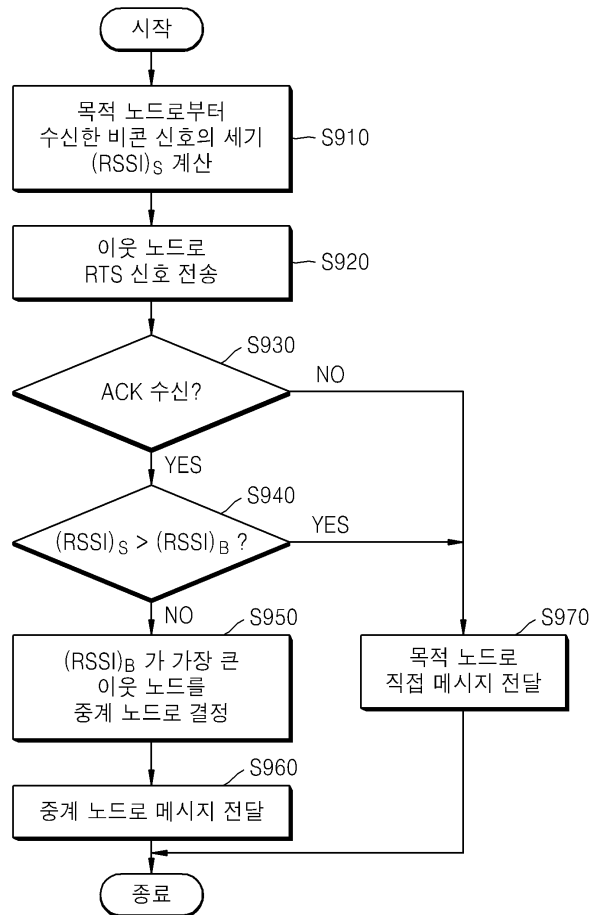 시작
목적 노드로부터
수신한 비콘 신호의 세기
(RSSI)S 계산
S910
이웃 노드로
RTS 신호 전송
S920
S930
ACK 수신?
NO
YES
S940
(RSSI)S > (RSSI)B ?
YES
NO
S950
(RSSI)B 가 가장 큰
이웃 노드를
중계 노드로 결정
S970
목적 노드로
직접 메시지 전달
S960
중계 노드로 메시지 전달
종료